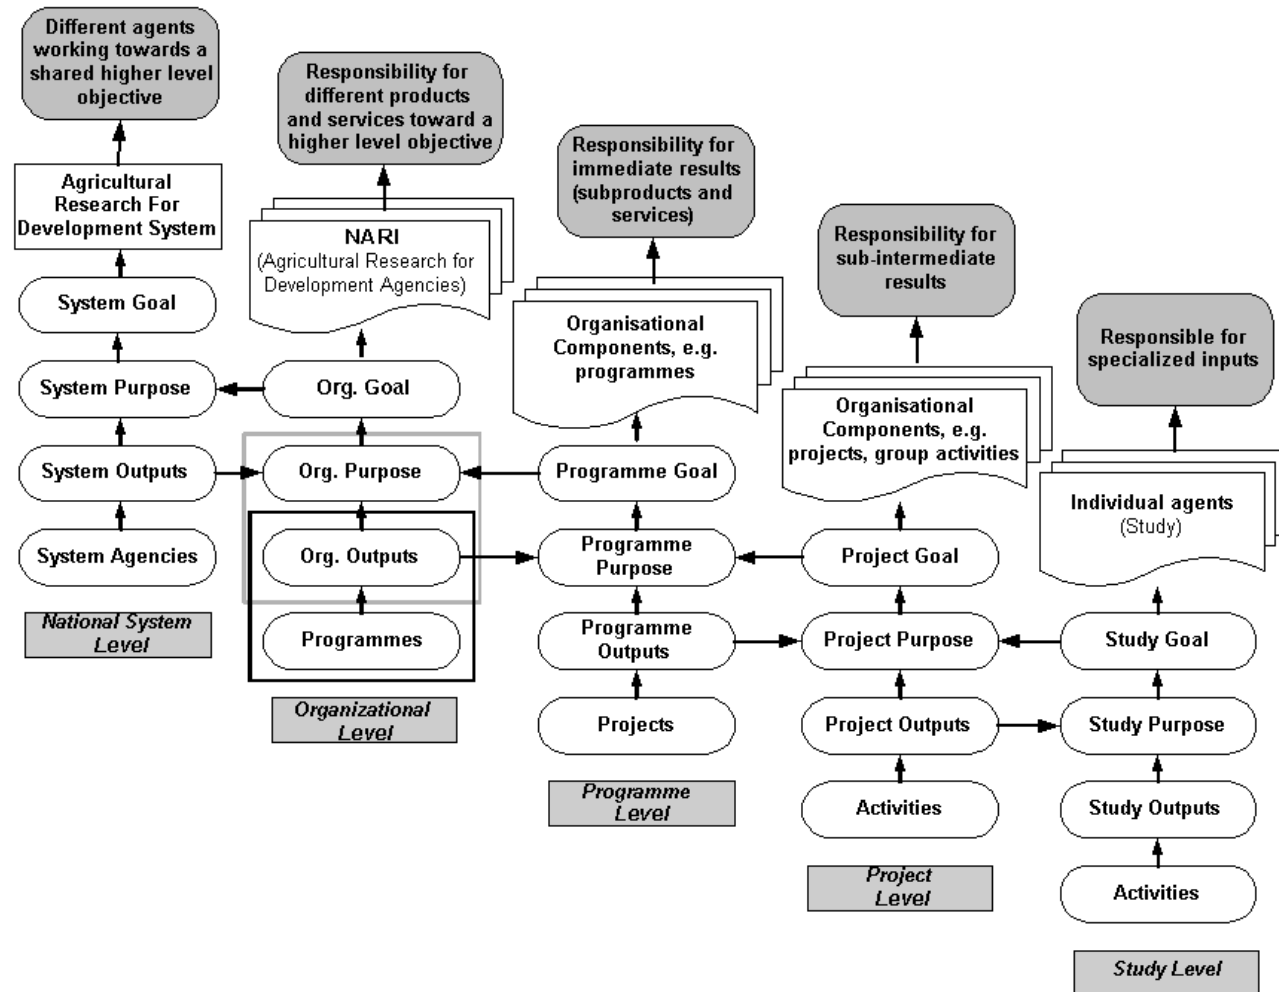 Different agents
working towards a
shared higher level
objective
Agricultural
Research For
Development System
System Goal
System Purpose
System Outputs
System Agencies
National System
Level
Responsibility for
different products
and services toward a
higher level objective
NARI
(Agricultural Research for
Development Agencies)
Org. Goal
Org. Purpose
Org. Outputs
Programmes
Organizational
Level
Responsibility for
immediate results
(subproducts and
services)
Organisational
Components, e.g.
programmes
Programme Goal
Programme
Purpose
Programme
Outputs
Projects
Programme
Level
Responsibility for
sub-intermediate
results
Organisational
Components, e.g.
projects, group activities
Project Goal
Project Purpose
Project Outputs
Activities
Project
Level
Responsible for
specialized inputs
Individual agents
(Study)
Study Goal
Study Purpose
Study Outputs
Activities
Study Level